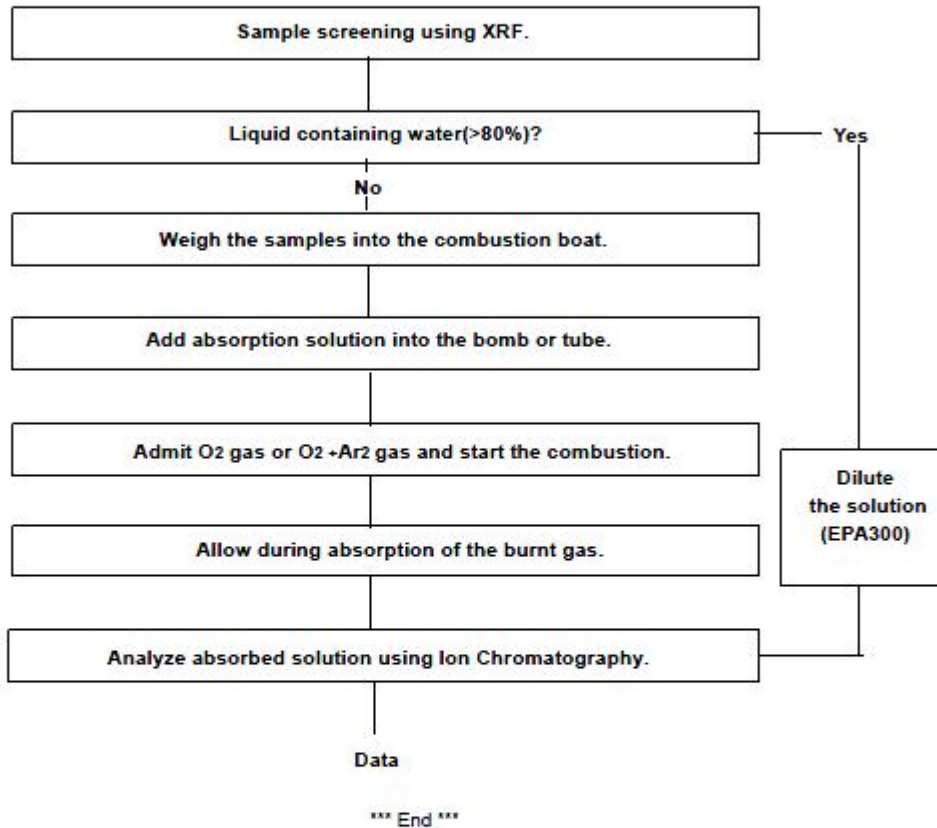 Sample screening using XRF.
Liquid containing water(>80%)?
Yes
No
Weigh the samples into the combustion boat.
Add absorption solution into the bomb or tube.
Admit O2 gas or O2 +Ar2 gas and start the combustion.
Dilute
the solution
(EPA300)
Allow during absorption of the burnt gas.
Analyze absorbed solution using Ion Chromatography.
Data
*** End ***